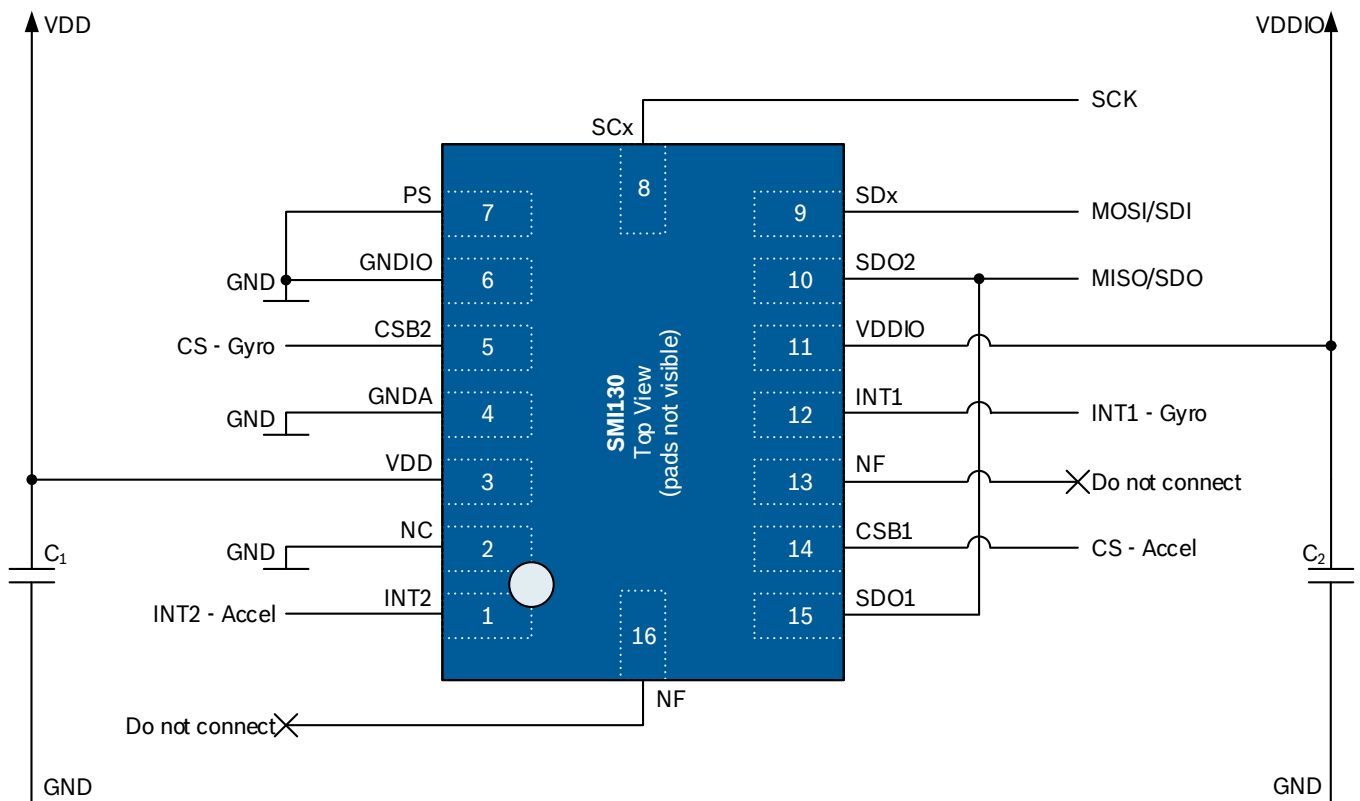 VDD
VDDIO
SCK
SCx
8
PS
7
SDx
9
MOSI/SDI
GND
GNDIO
6
SDO2
10
MISO/SDO
CS - Gyro
CSB2
5
VDDIO
11
GND
GNDA
4
INT1
12
INT1 - Gyro
SMI130
Top View
(pads not visible)
VDD
3
NF
13
Do not connect
C₁
GND
NC
2
CSB1
14
CS - Accel
C₂
INT2 - Accel
INT2
1
SDO1
15
16
NF
Do not connect
GND
GND